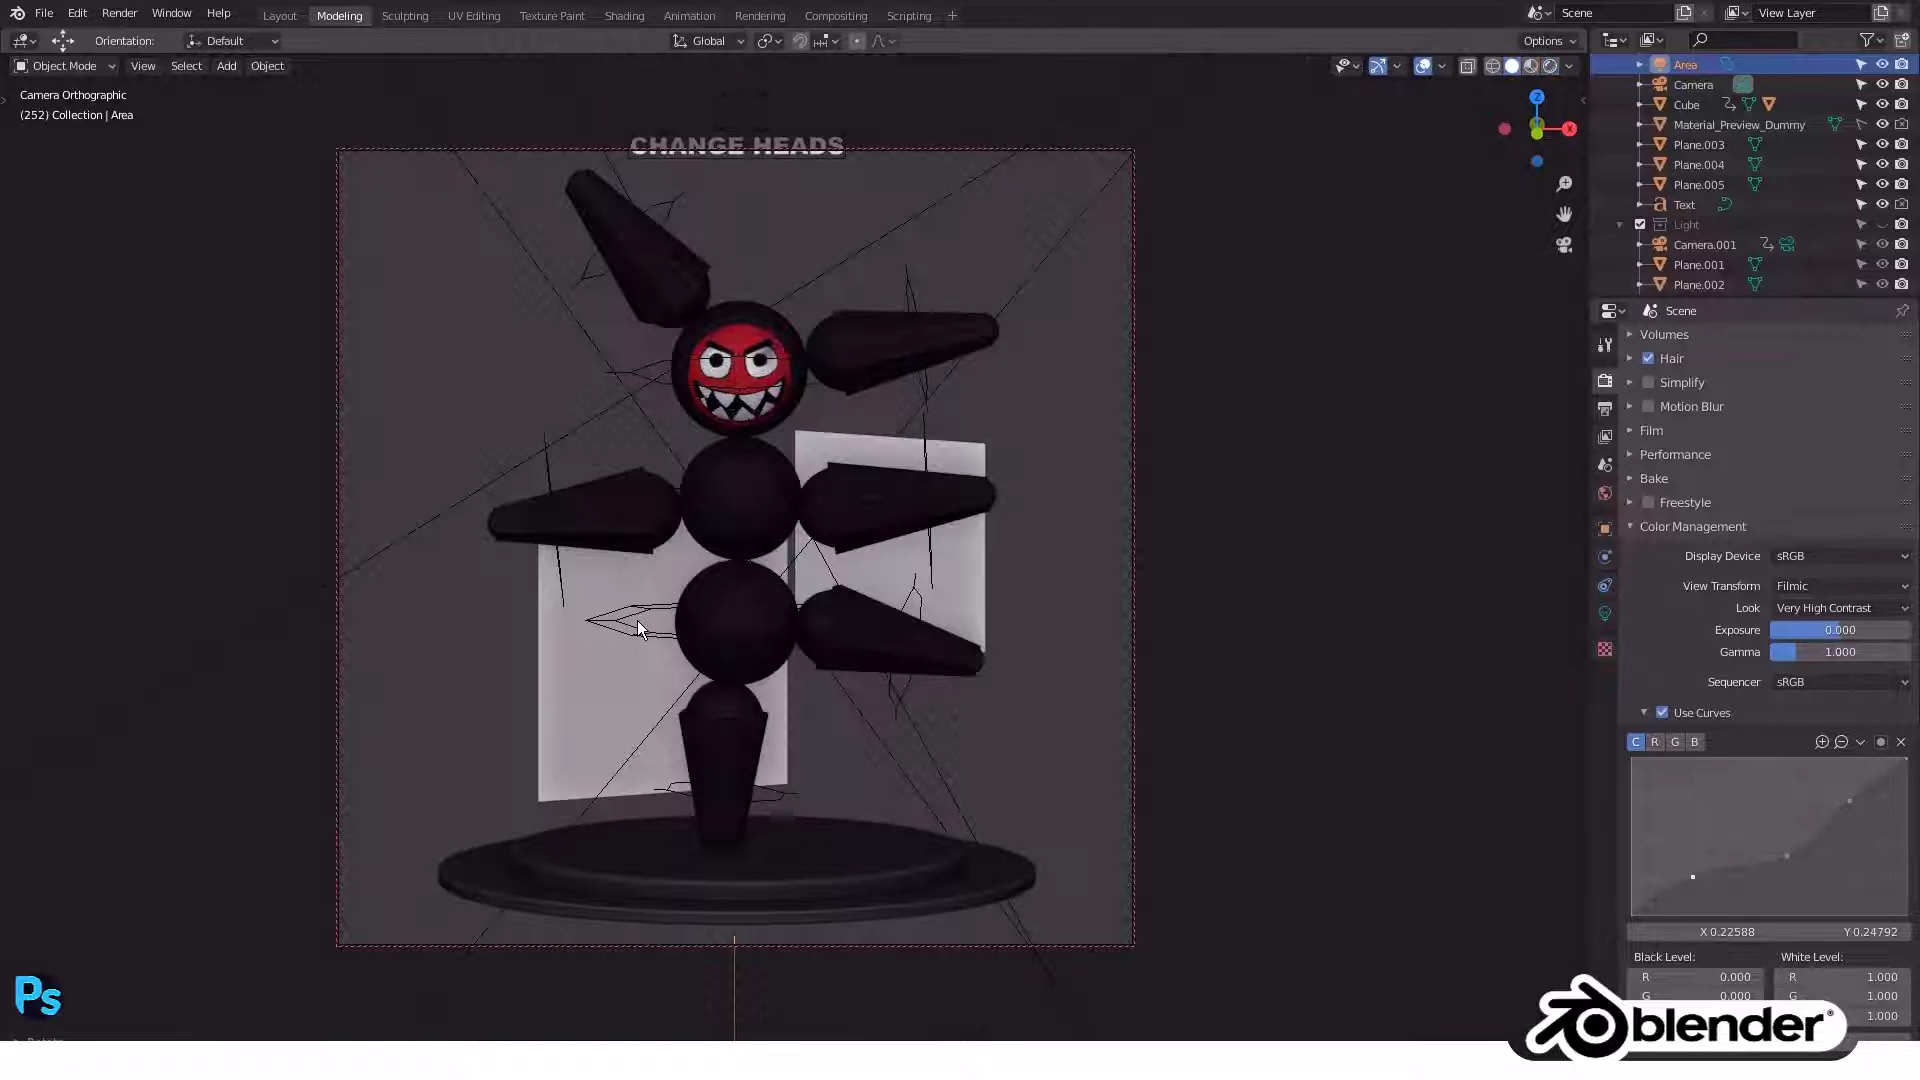 File Edit Render Window Help
Layout Modeling Sculpting UV Editing Texture Paint Shading Animation Rendering Compositing Scripting +
Scene View Layer
Orientation: Default Global Options
Object Mode View Select Add Object
Camera Orthographic
(252) Collection | Area
CHANGE HEADS
Z
X
Area
Camera
Cube
Material_Preview_Dummy
Plane.003
Plane.004
Plane.005
Text
Light
Camera.001
Plane.001
Plane.002
Scene
Volumes
Hair
Simplify
Motion Blur
Film
Performance
Bake
Freestyle
Color Management
Display Device sRGB
View Transform Filmic
Look Very High Contrast
Exposure 0.000
Gamma 1.000
Sequencer sRGB
Use Curves
C R G B
X 0.22588 Y 0.24792
Black Level: White Level:
R 0.000 R 1.000
G 0.000 G 1.000
1.000
Ps
blender®